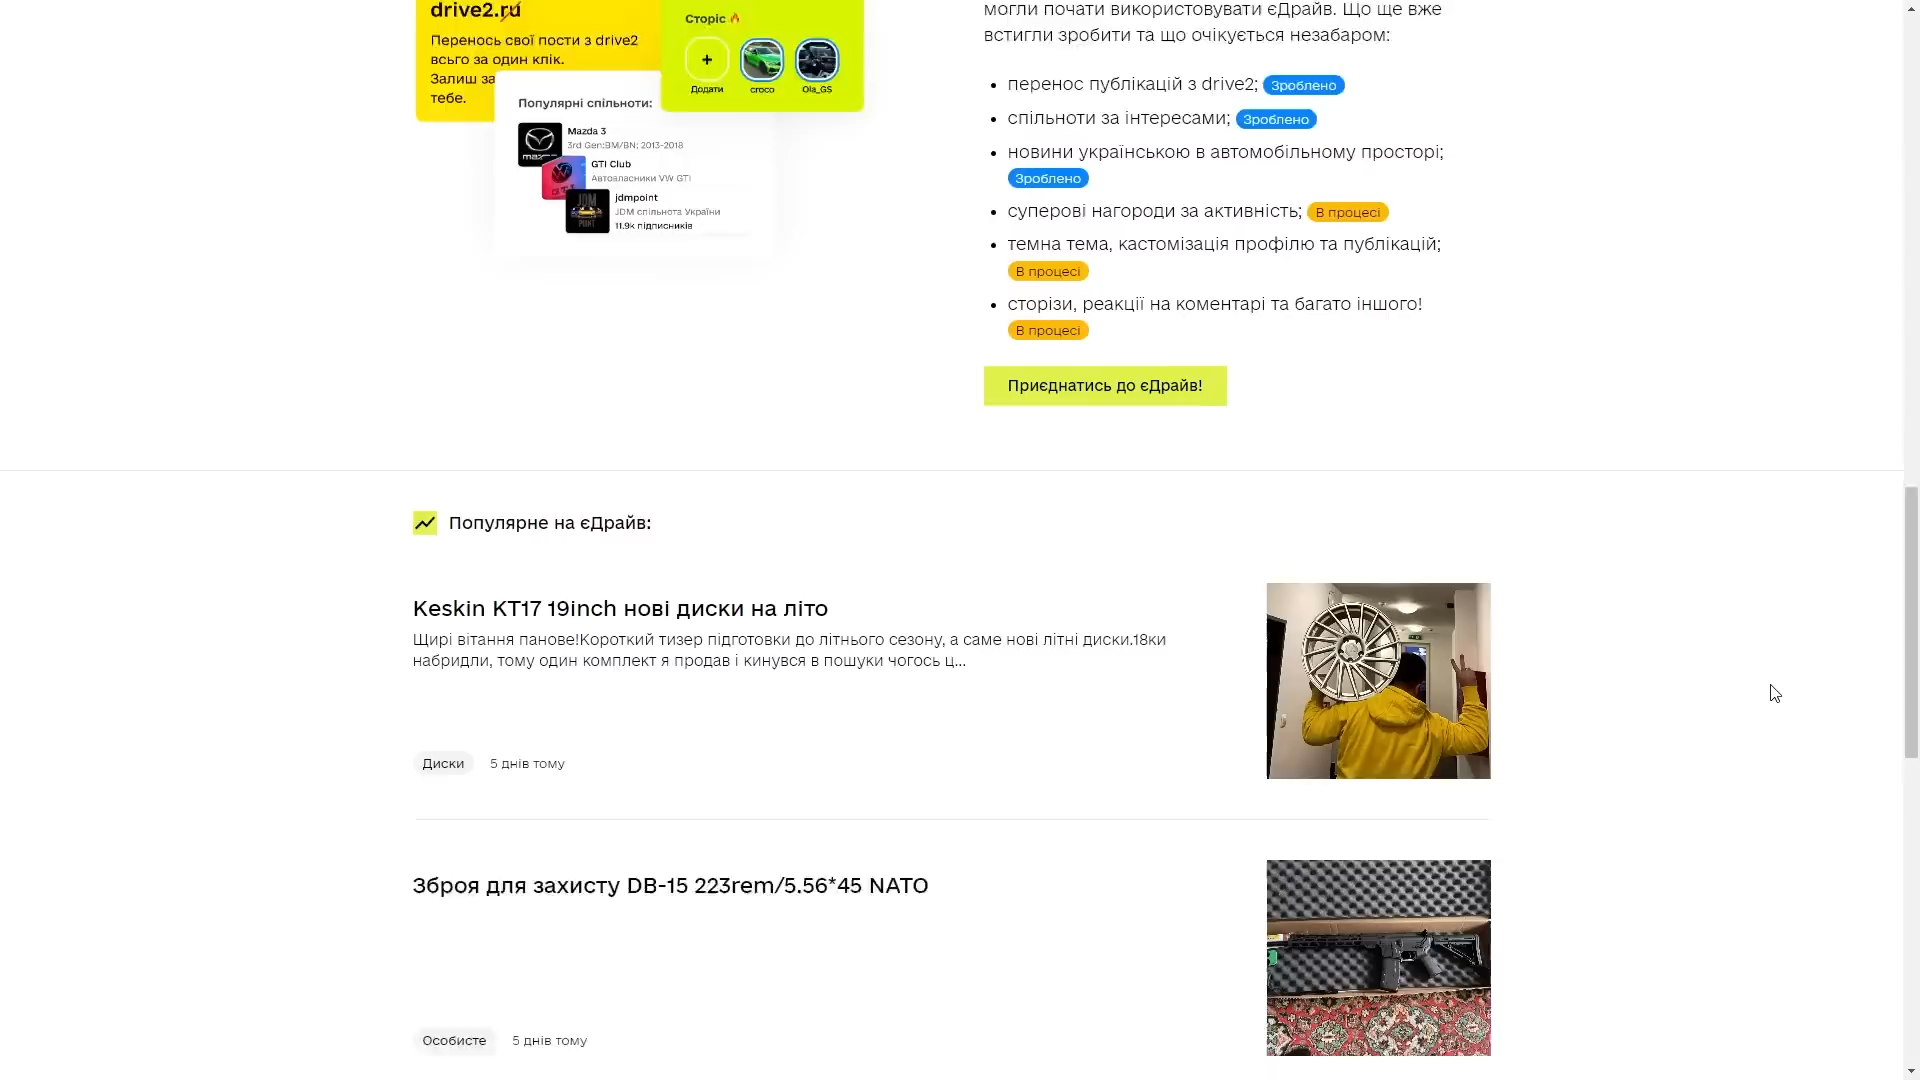 drive2.ru
Перенось свої пости з drive2
всього за один клік.
Залиш за
тебе.
Сторіс
Додати
croco
Ola_GS
Популярні спільноти:
Mazda 3
3rd Gen:BM/BN; 2013-2018
GTI Club
Автовласники VW GTI
GTI
jdmpoint
JDM спільнота України
11.9k підписників
JDM
POINT
могли почати використовувати єДрайв. Що ще вже
встигли зробити та що очікується незабаром:
перенос публікацій з drive2; Зроблено
спільноти за інтересами; Зроблено
новини українською в автомобільному просторі;
Зроблено
суперові нагороди за активність; В процесі
темна тема, кастомізація профілю та публікацій;
В процесі
сторізи, реакції на коментарі та багато іншого!
В процесі
Приєднатись до єДрайв!
Популярне на єДрайв:
Keskin KT17 19inch нові диски на літо
Щирі вітання панове!Короткий тизер підготовки до літнього сезону, а саме нові літні диски.18ки
набридли, тому один комплект я продав і кинувся в пошуки чогось ц...
Диски 5 днів тому
Зброя для захисту DB-15 223rem/5.56*45 NATO
Особисте 5 днів тому